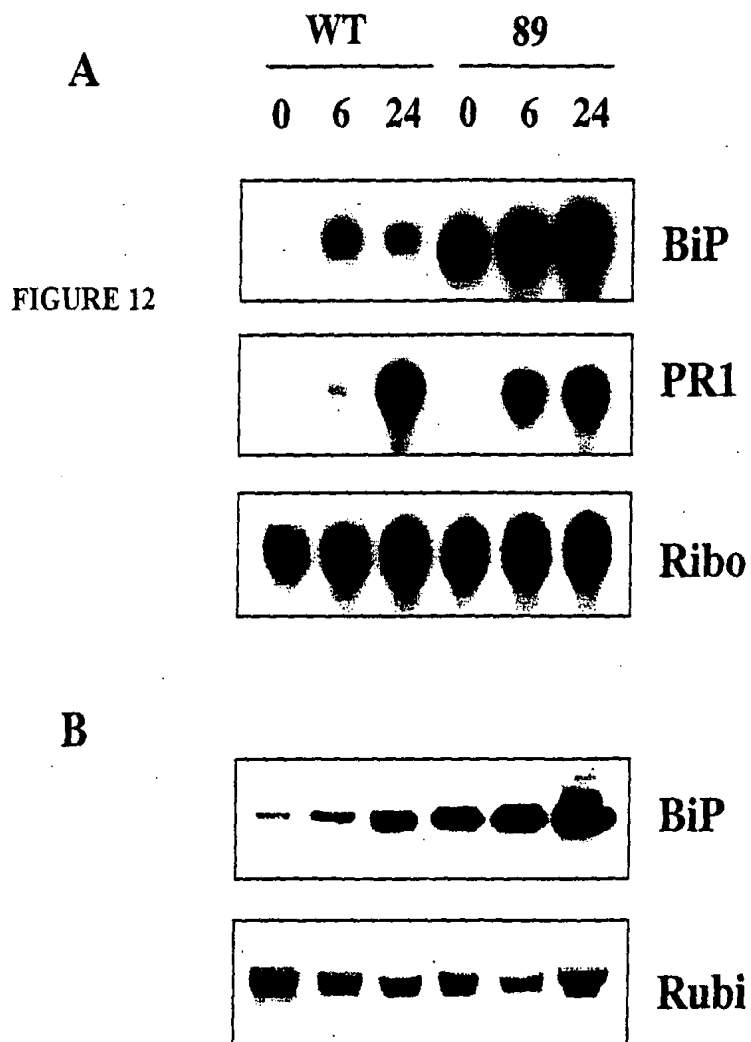 WT 89
A
0 6 24 0 6 24
BiP
FIGURE 12
PR1
Ribo
B
BiP
Rubi